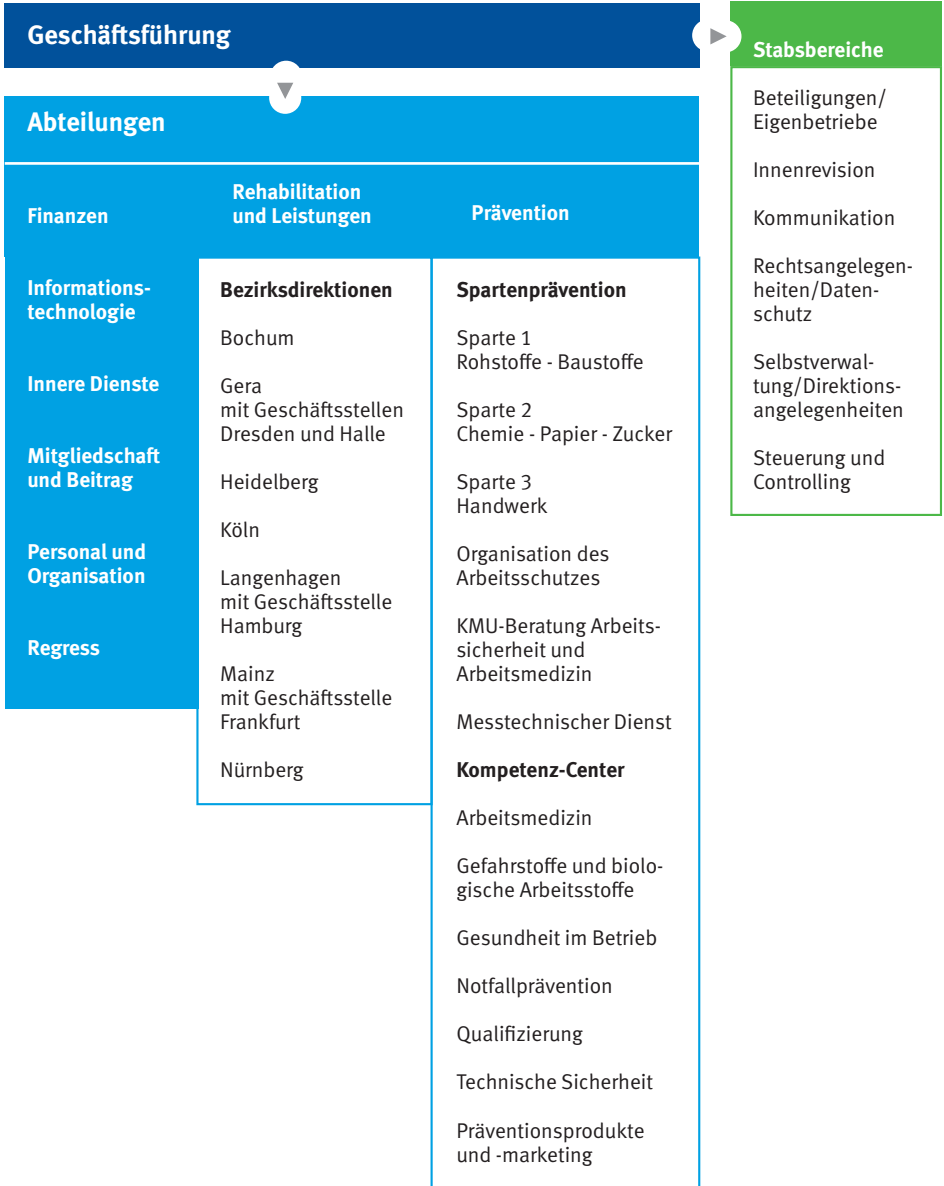 Geschäftsführung
Stabsbereiche
Beteiligungen/
Eigenbetriebe
Innenrevision
Kommunikation
Rechtsangelegen-
heiten/Daten-
schutz
Selbstverwal-
tung/Direktions-
angelegenheiten
Steuerung und
Controlling
Abteilungen
Finanzen
Informations-
technologie
Innere Dienste
Mitgliedschaft
und Beitrag
Personal und
Organisation
Regress
Rehabilitation
und Leistungen
Bezirksdirektionen
Bochum
Gera
mit Geschäftsstellen
Dresden und Halle
Heidelberg
Köln
Langenhagen
mit Geschäftsstelle
Hamburg
Mainz
mit Geschäftsstelle
Frankfurt
Nürnberg
Prävention
Spartenprävention
Sparte 1
Rohstoffe - Baustoffe
Sparte 2
Chemie - Papier - Zucker
Sparte 3
Handwerk
Organisation des
Arbeitsschutzes
KMU-Beratung Arbeits-
sicherheit und
Arbeitsmedizin
Messtechnischer Dienst
Kompetenz-Center
Arbeitsmedizin
Gefahrstoffe und biolo-
gische Arbeitsstoffe
Gesundheit im Betrieb
Notfallprävention
Qualifizierung
Technische Sicherheit
Präventionsprodukte
und -marketing